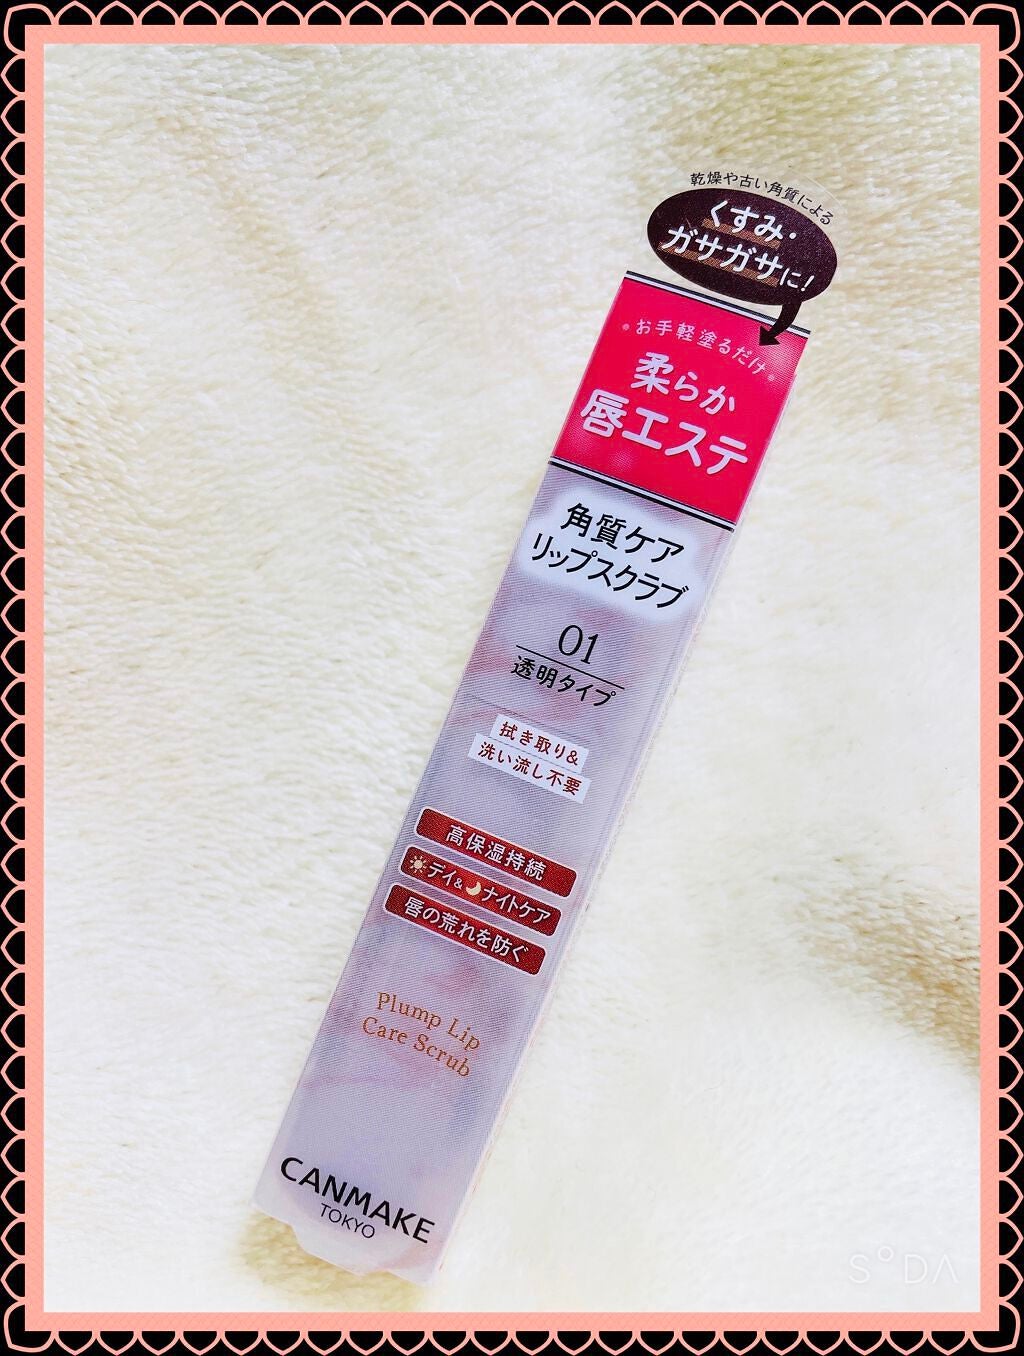 乾燥や古い角質による
くすみ・
ガサガサに!
お手軽塗るだけ
柔らか
唇エステ
角質ケア
リップスクラブ
01
透明タイプ
拭き取り&
洗い流し不要
高保湿持続
デイ&ナイトケア
唇の荒れを防ぐ
Plump Lip
Care Scrub
CANMAKE
TOKYO
SODA